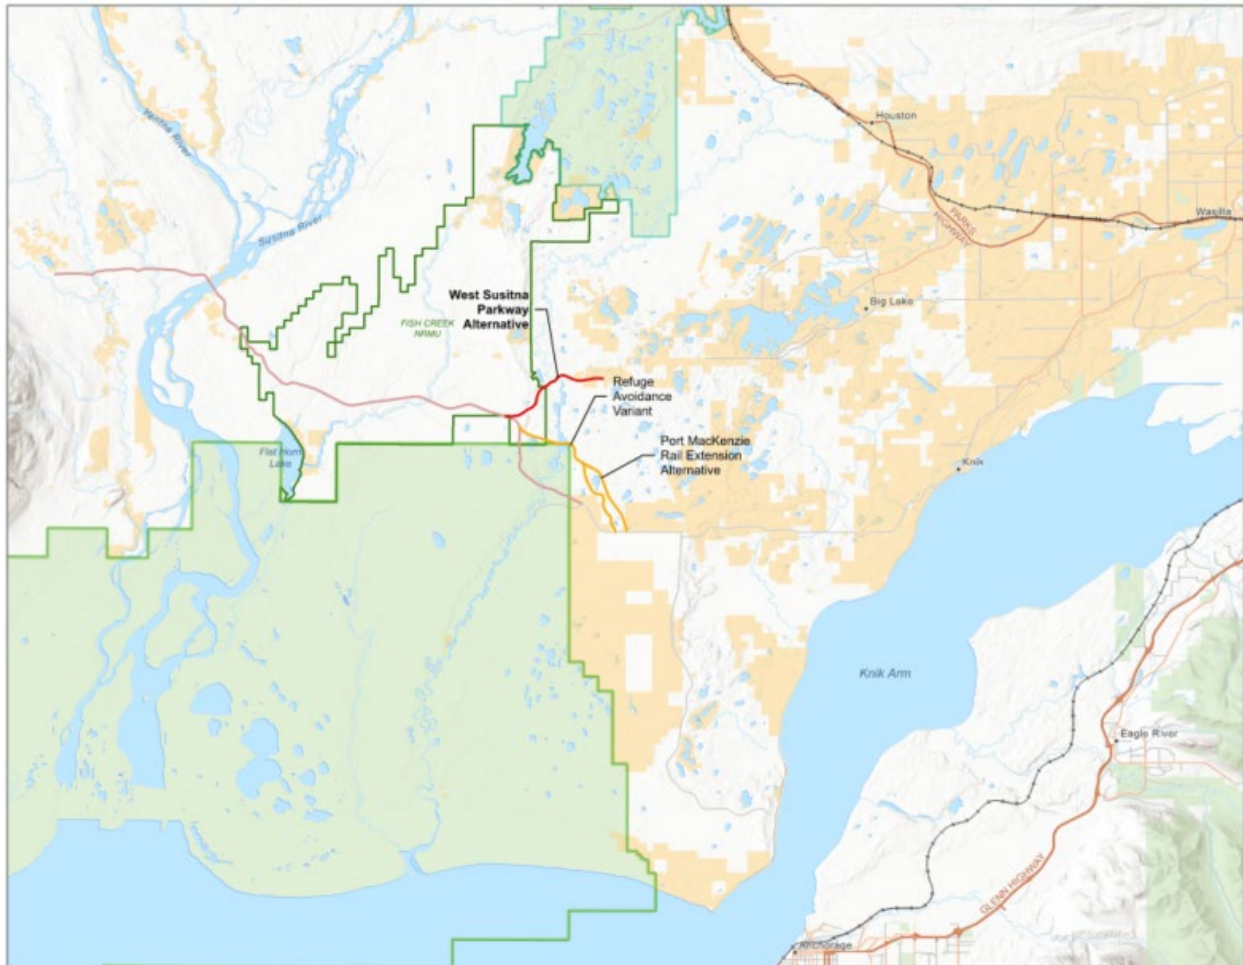 Houston
Yentna River
PARKS
HIGHWAY
Wasilla
Susitna River
West Susitna
Parkway
Alternative
Big Lake
FISH CREEK
NRMU
Refuge
Avoidance
Variant
Port MacKenzie
Rail Extension
Alternative
Flat Horn
Lake
Knik
Knik Arm
Eagle River
GLENN HIGHWAY
Anchorage